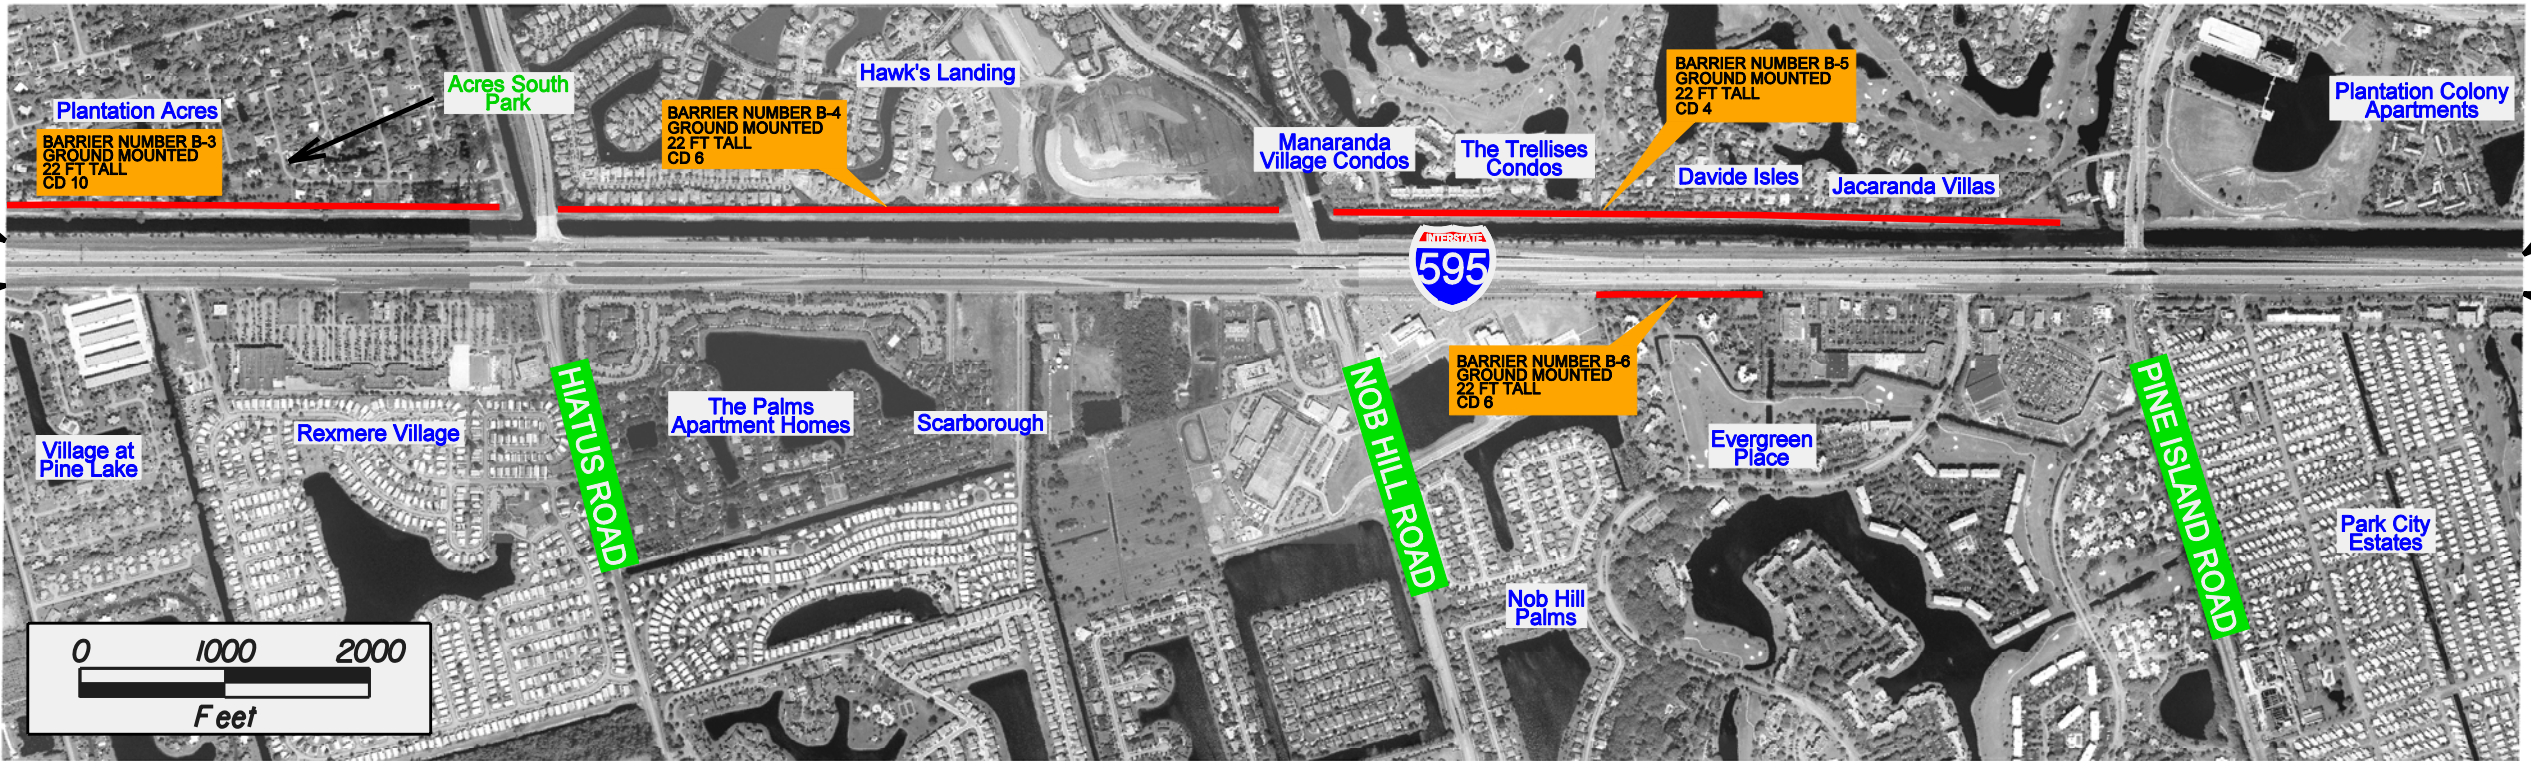 Plantation Acres
BARRIER NUMBER B-3
GROUND MOUNTED
22 FT TALL
CD 10
Acres South
Park
Hawk's Landing
BARRIER NUMBER B-4
GROUND MOUNTED
22 FT TALL
CD 6
Manaranda
Village Condos
The Trellises
Condos
BARRIER NUMBER B-5
GROUND MOUNTED
22 FT TALL
CD 4
Davide Isles
Jacaranda Villas
Plantation Colony
Apartments
INTERSTATE
595
BARRIER NUMBER B-6
GROUND MOUNTED
22 FT TALL
CD 6
Village at
Pine Lake
Rexmere Village
HIATUS ROAD
The Palms
Apartment Homes
Scarborough
NOB HILL ROAD
Nob Hill
Palms
Evergreen
Place
PINE ISLAND ROAD
Park City
Estates
0 1000 2000
Feet